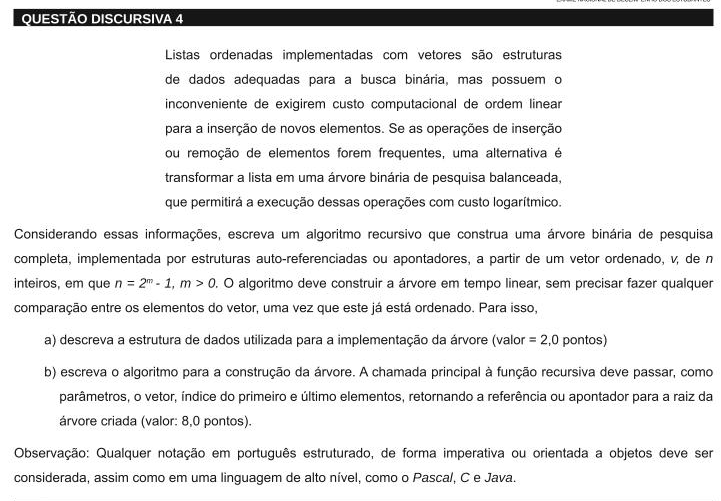 QUESTÃO DISCURSIVA 4
Listas ordenadas implementadas com vetores são estruturas
de dados adequadas para a busca binária, mas possuem o
inconveniente de exigirem custo computacional de ordem linear
para a inserção de novos elementos. Se as operações de inserção
ou remoção de elementos forem frequentes, uma alternativa é
transformar a lista em uma árvore binária de pesquisa balanceada,
que permitirá a execução dessas operações com custo logarítmico.
Considerando essas informações, escreva um algoritmo recursivo que construa uma árvore binária de pesquisa
completa, implementada por estruturas auto-referenciadas ou apontadores, a partir de um vetor ordenado, v, de n
inteiros, em que n = 2ᵐ - 1, m > 0. O algoritmo deve construir a árvore em tempo linear, sem precisar fazer qualquer
comparação entre os elementos do vetor, uma vez que este já está ordenado. Para isso,
a) descreva a estrutura de dados utilizada para a implementação da árvore (valor = 2,0 pontos)
b) escreva o algoritmo para a construção da árvore. A chamada principal à função recursiva deve passar, como
parâmetros, o vetor, índice do primeiro e último elementos, retornando a referência ou apontador para a raiz da
árvore criada (valor: 8,0 pontos).
Observação: Qualquer notação em português estruturado, de forma imperativa ou orientada a objetos deve ser
considerada, assim como em uma linguagem de alto nível, como o Pascal, C e Java.